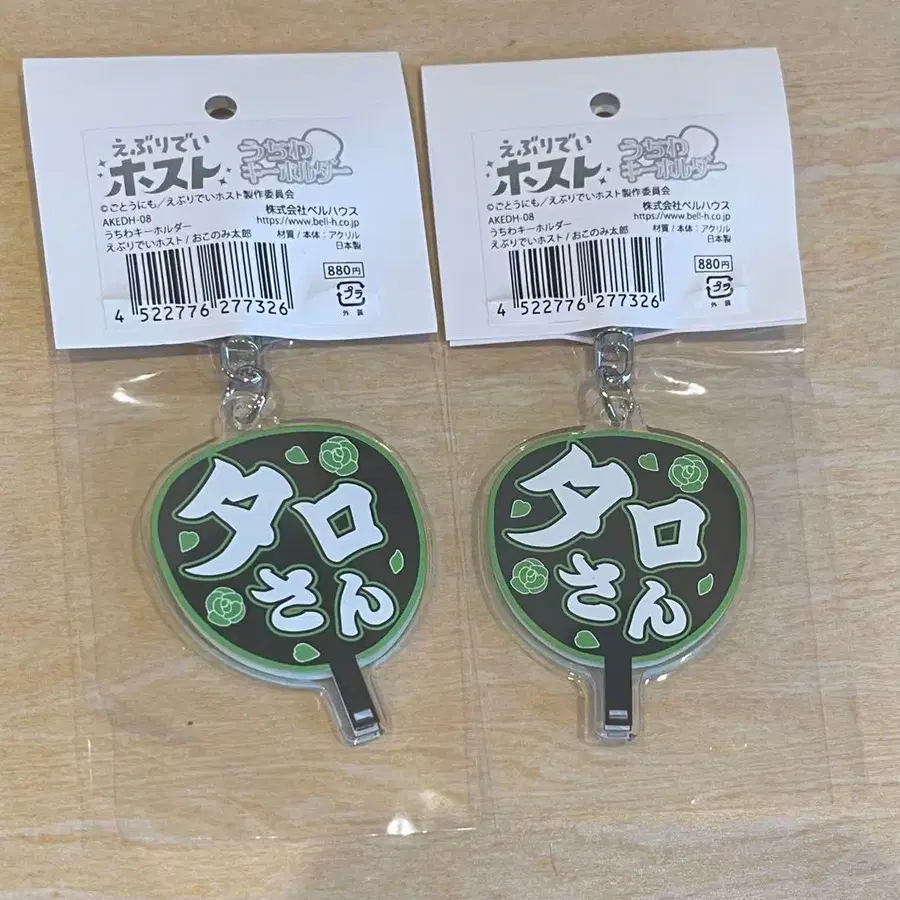 えぶりでい
ホスト
うちわ
キーホルダー
©ごとうにも/えぶりでいホスト製作委員会
AKEDH-08
株式会社ベルハウス
https://www.bell-h.co.jp
うちわキーホルダー
材質/本体:アクリル
えぶりでいホスト/おこのみ太郎
日本製
880円
プラ
外装
4 522776 277326
タロ
さん
えぶりでい
ホスト
うちわ
キーホルダー
©ごとうにも/えぶりでいホスト製作委員会
AKEDH-08
株式会社ベルハウス
https://www.bell-h.co.jp
うちわキーホルダー
材質/本体:アクリル
えぶりでいホスト/おこのみ太郎
日本製
880円
プラ
外装
4 522776 277326
タロ
さん